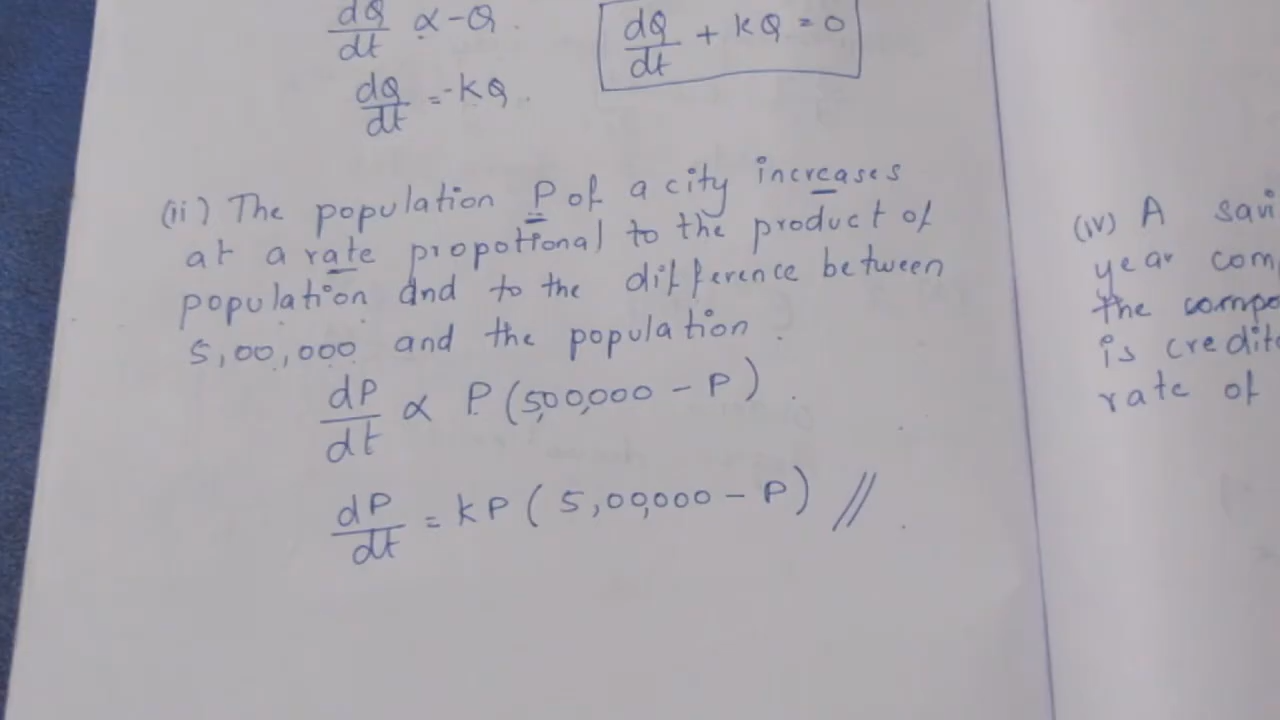 dQ/dt ∝ -Q.
dQ/dt + kQ = 0
dQ/dt = -kQ.
(ii) The population P of a city increases
at a rate propotional to the product of
population and to the difference between
5,00,000 and the population.
dP/dt ∝ P(5,00,000 - P).
dP/dt = kP(5,00,000 - P) //.
(iv) A
year
the
is
rate of